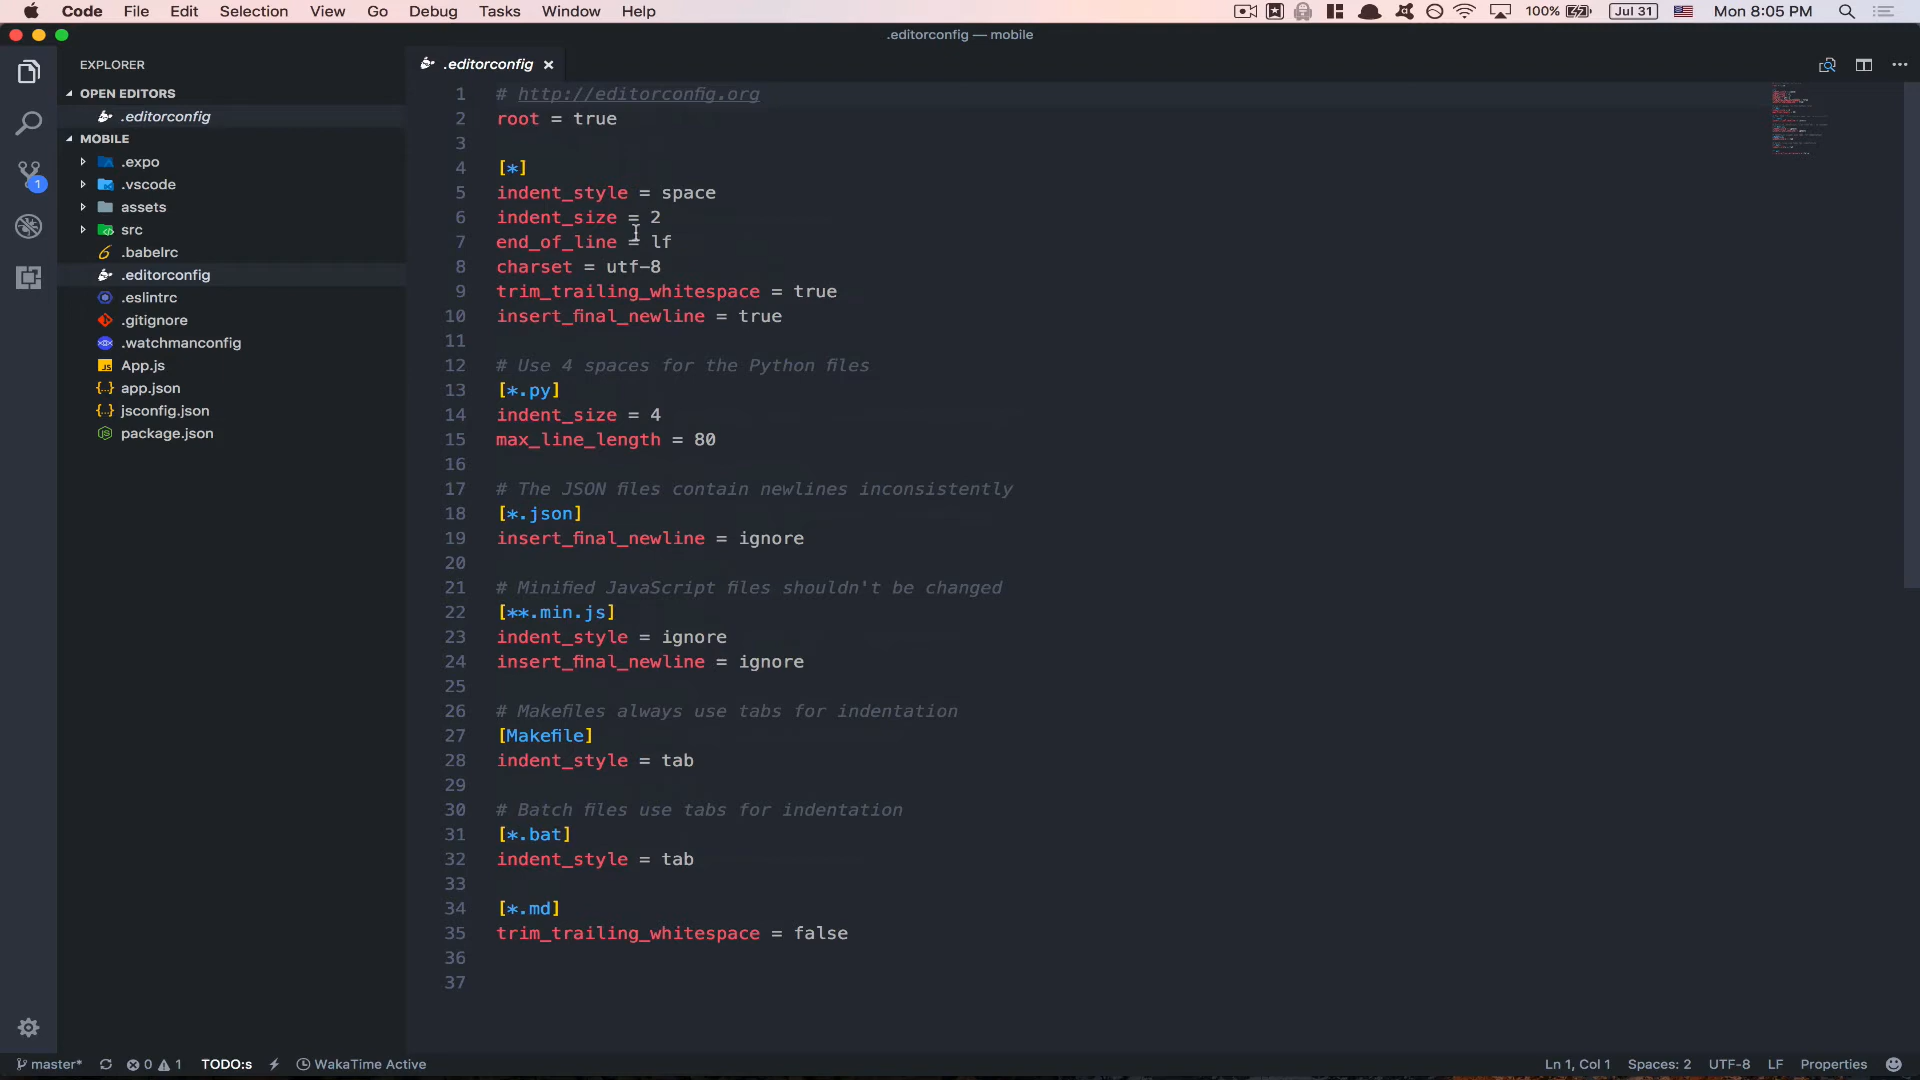 Code File Edit Selection View Go Debug Tasks Window Help 100% Jul 31 Mon 8:05 PM
.editorconfig — mobile
EXPLORER
OPEN EDITORS
.editorconfig
MOBILE
.expo
.vscode
assets
src
.babelrc
.editorconfig
.eslintrc
.gitignore
.watchmanconfig
App.js
app.json
jsconfig.json
package.json
1
.editorconfig
1 # http://editorconfig.org
2 root = true
3
4 [*]
5 indent_style = space
6 indent_size = 2
7 end_of_line = lf
8 charset = utf-8
9 trim_trailing_whitespace = true
10 insert_final_newline = true
11
12 # Use 4 spaces for the Python files
13 [*.py]
14 indent_size = 4
15 max_line_length = 80
16
17 # The JSON files contain newlines inconsistently
18 [*.json]
19 insert_final_newline = ignore
20
21 # Minified JavaScript files shouldn't be changed
22 [**.min.js]
23 indent_style = ignore
24 insert_final_newline = ignore
25
26 # Makefiles always use tabs for indentation
27 [Makefile]
28 indent_style = tab
29
30 # Batch files use tabs for indentation
31 [*.bat]
32 indent_style = tab
33
34 [*.md]
35 trim_trailing_whitespace = false
36
37
master* 0 1 TODO:s WakaTime Active Ln 1, Col 1 Spaces: 2 UTF-8 LF Properties